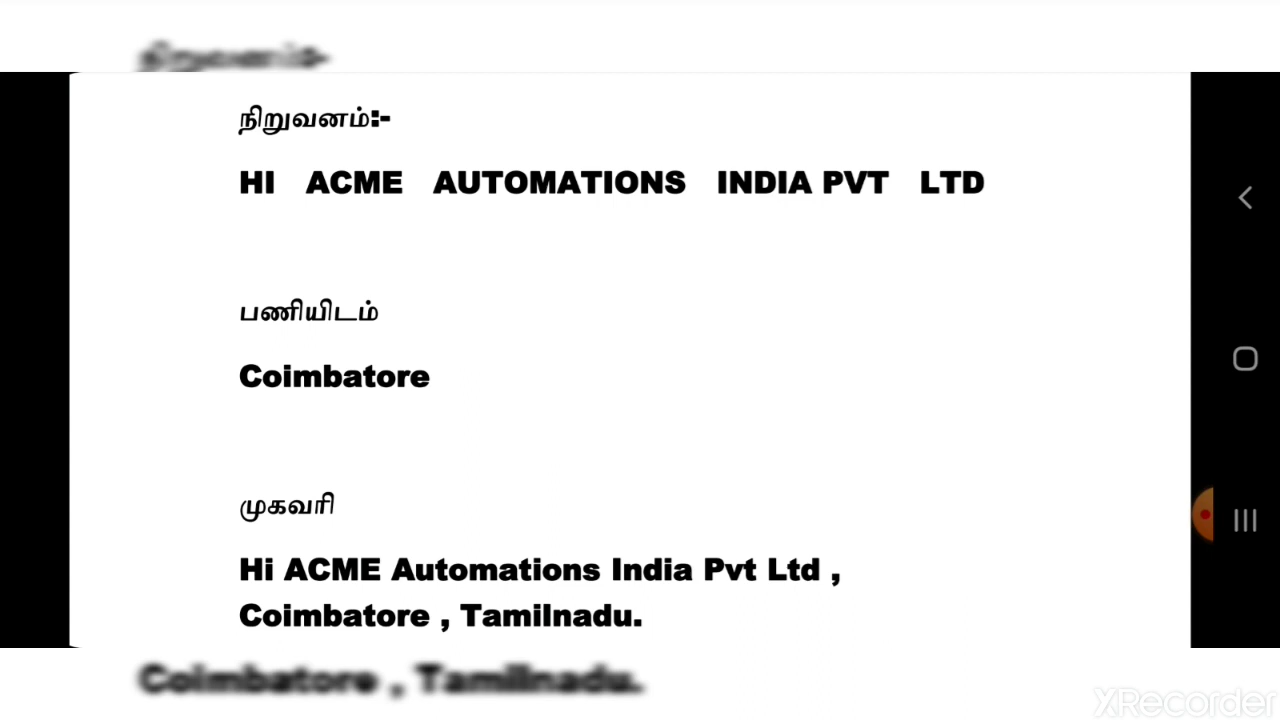 நிறுவனம்:-
நிறுவனம்:-
HI ACME AUTOMATIONS INDIA PVT LTD
பணியிடம்
Coimbatore
முகவரி
Hi ACME Automations India Pvt Ltd ,
Coimbatore , Tamilnadu.
Coimbatore , Tamilnadu.
XRecorder